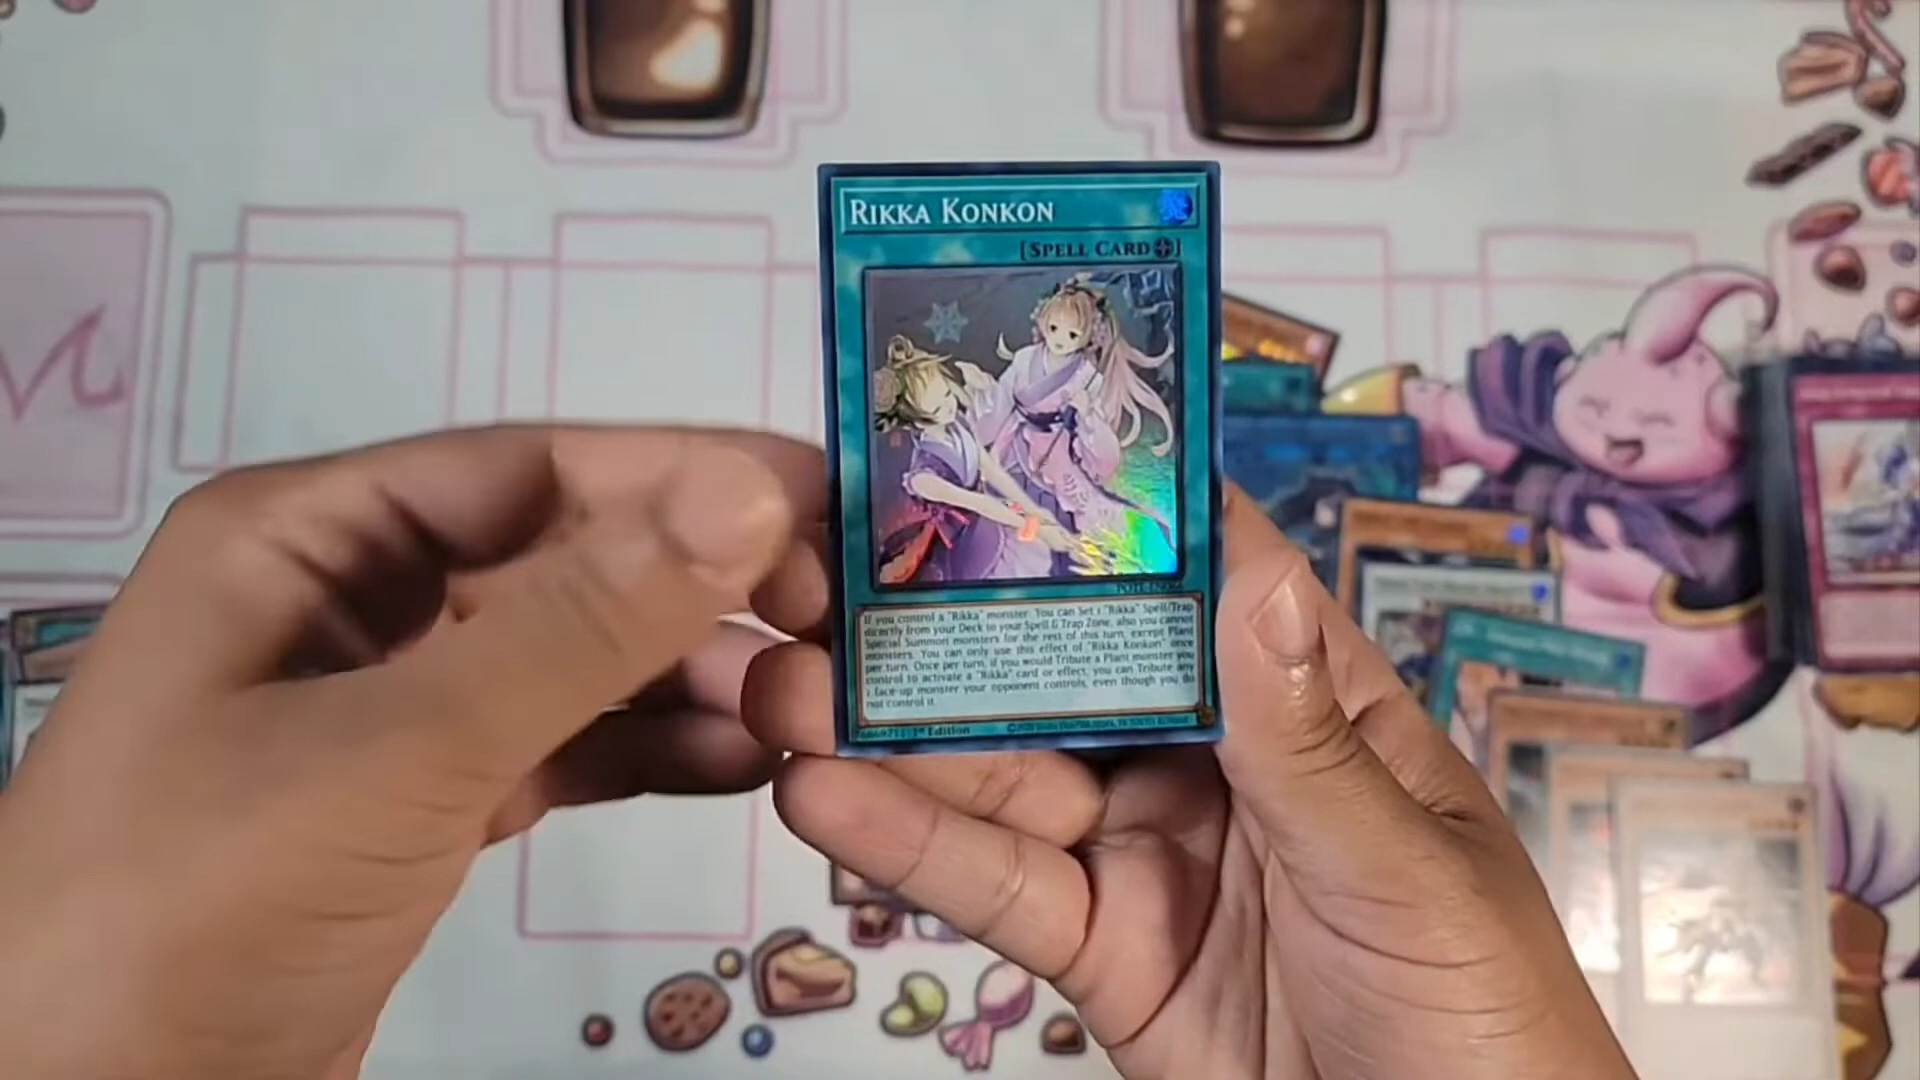 RIKKA KONKON
[SPELL CARD]
If you control a "Rikka" monster: You can Set 1 "Rikka" Spell/Trap
directly from your Deck to your Spell & Trap Zone, also you cannot
Special Summon monsters for the rest of this turn, except Plant
monsters. You can only use this effect of "Rikka Konkon" once
per turn. Once per turn, if you would Tribute a Plant monster you
control to activate a "Rikka" card or effect, you can Tribute any
1 face-up monster your opponent controls, even though you do
not control it.
1st Edition